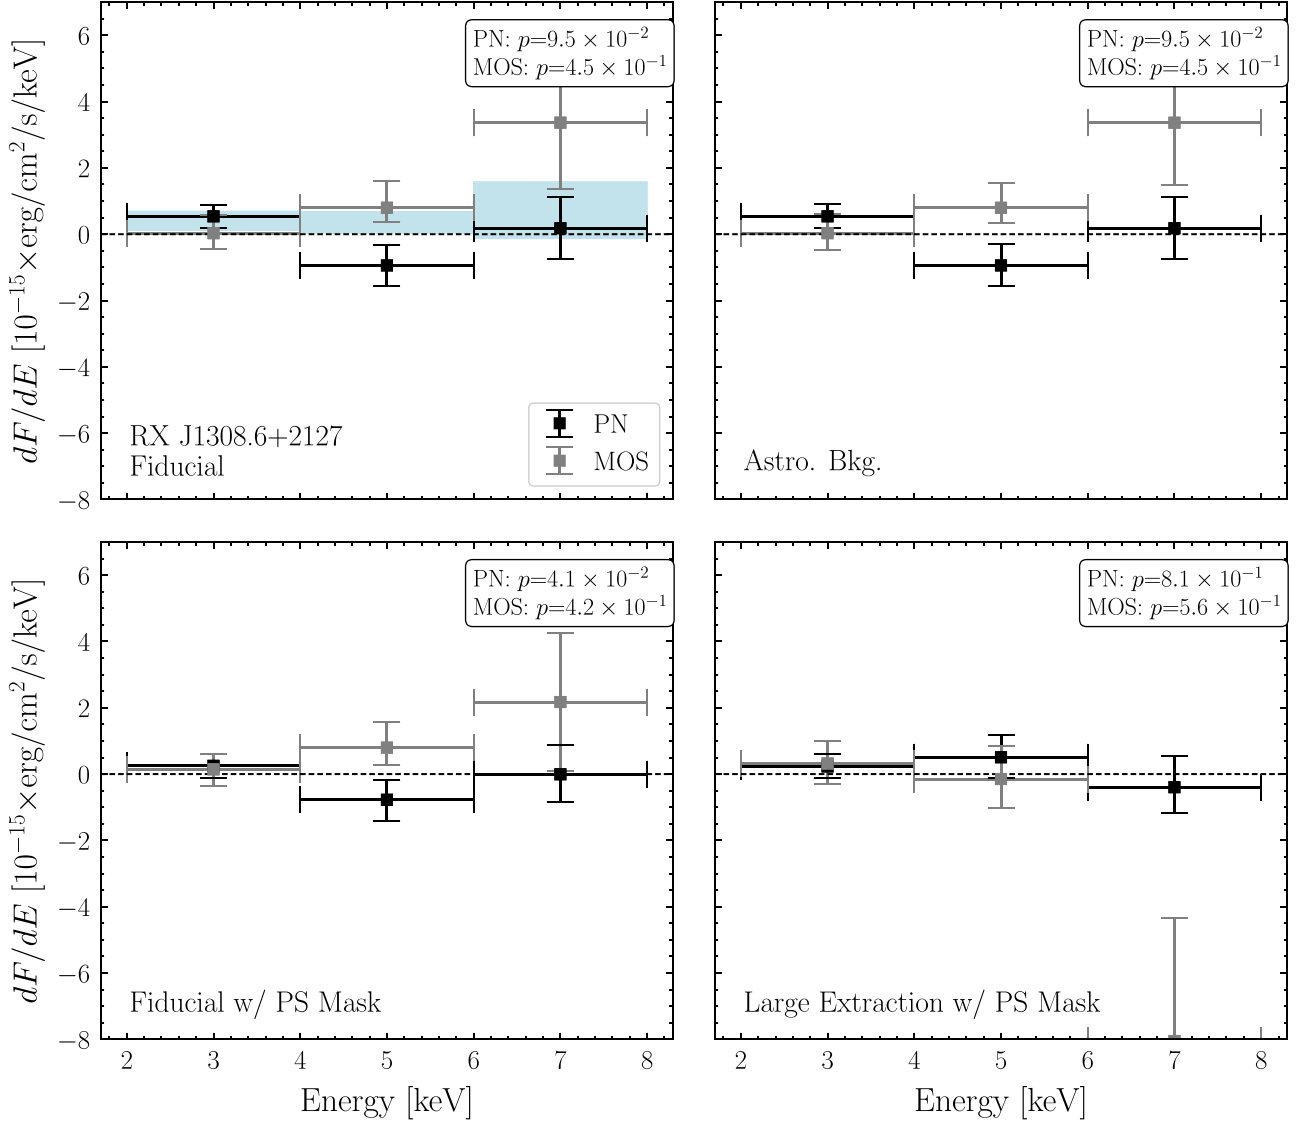 PN: p=9.5 × 10⁻²
MOS: p=4.5 × 10⁻¹
dF/dE [10⁻¹⁵×erg/cm²/s/keV]
6
4
2
0
−2
−4
−6
−8
RX J1308.6+2127
Fiducial
PN
MOS
PN: p=9.5 × 10⁻²
MOS: p=4.5 × 10⁻¹
Astro. Bkg.
PN: p=4.1 × 10⁻²
MOS: p=4.2 × 10⁻¹
dF/dE [10⁻¹⁵×erg/cm²/s/keV]
6
4
2
0
−2
−4
−6
−8
Fiducial w/ PS Mask
2 3 4 5 6 7 8
Energy [keV]
PN: p=8.1 × 10⁻¹
MOS: p=5.6 × 10⁻¹
Large Extraction w/ PS Mask
2 3 4 5 6 7 8
Energy [keV]